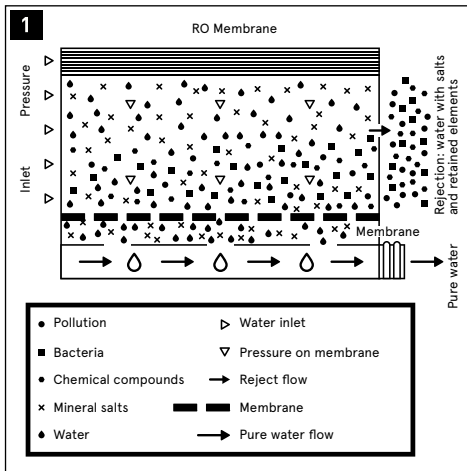 1
RO Membrane
Pressure
Inlet
Rejection: water with salts
and retained elements
Membrane
Pure water
Pollution
Bacteria
Chemical compounds
Mineral salts
Water
Water inlet
Pressure on membrane
Reject flow
Membrane
Pure water flow